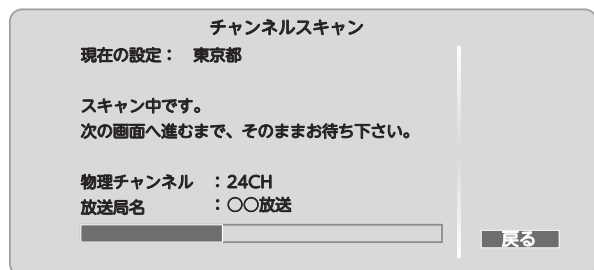 チャンネルスキャン
現在の設定： 東京都
スキャン中です。
次の画面へ進むまで、そのままお待ち下さい。
物理チャンネル ：24CH
放送局名 ：〇〇放送
戻る